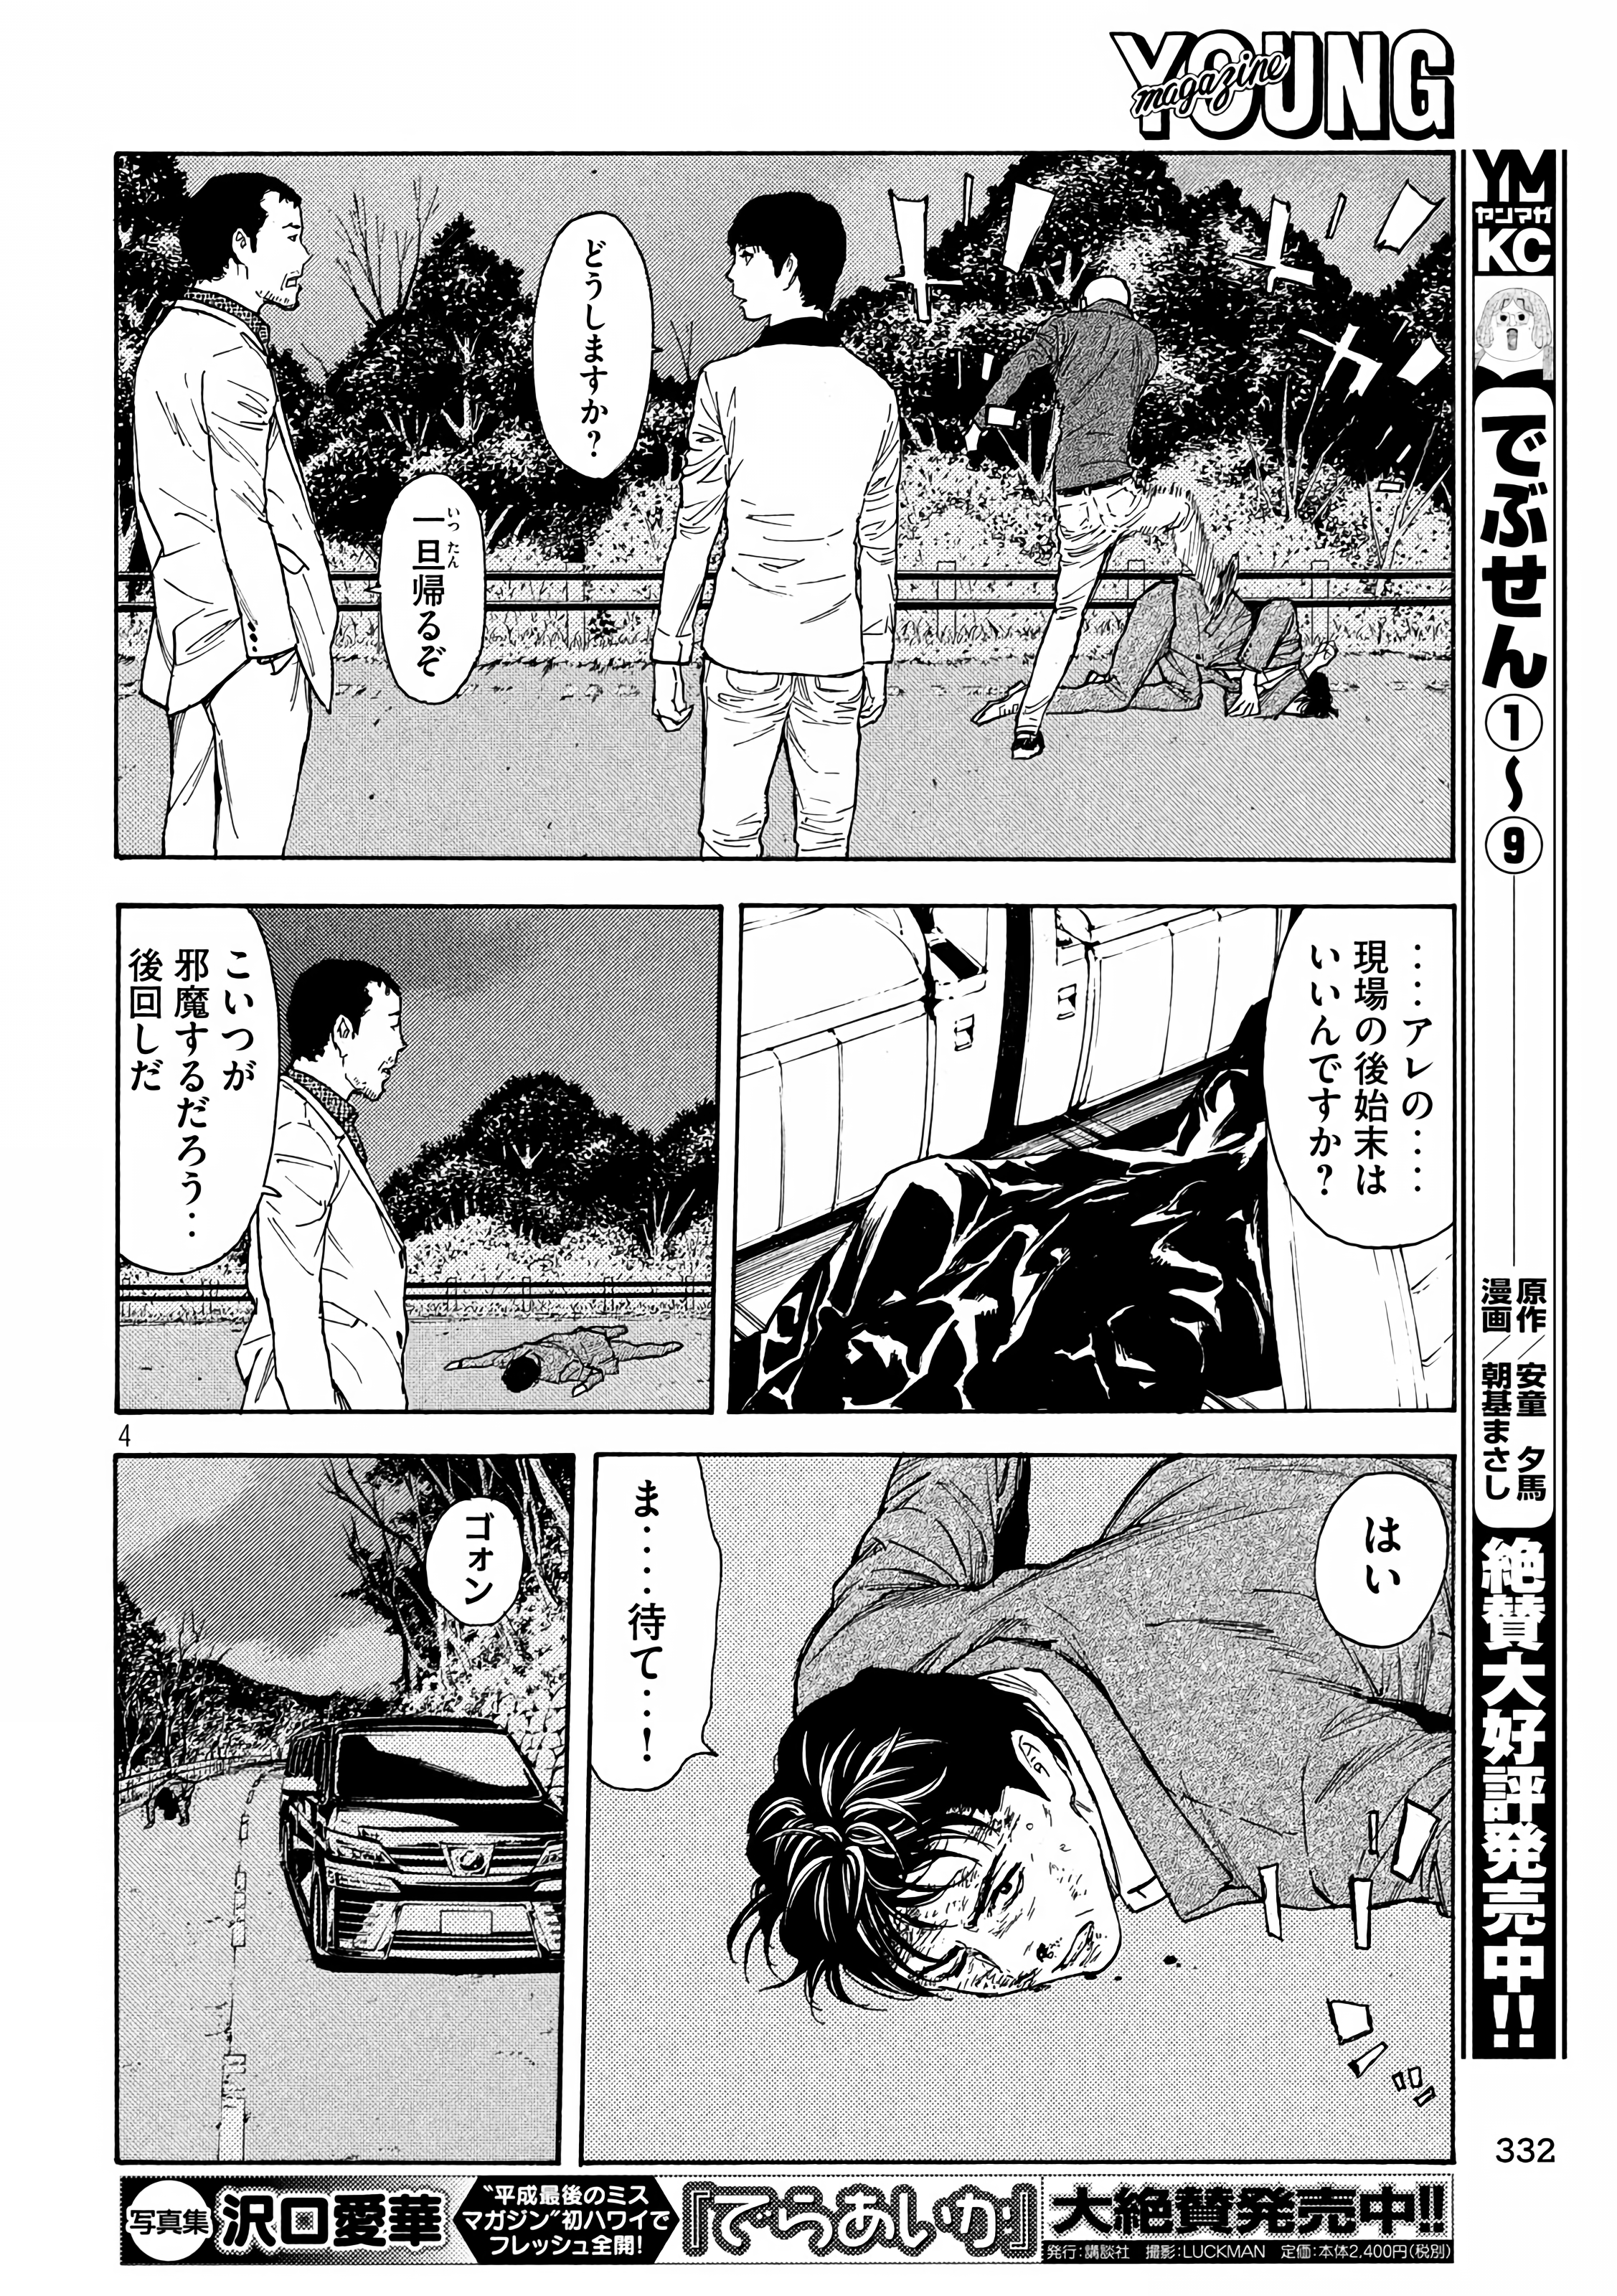 YOUNG
magazine
どうしますか?
一旦帰るぞ
いったん
‥‥アレの‥‥
現場の後始末は
いいんですか?
こいつが
邪魔するだろう‥
後回しだ
はい
ま‥‥待て‥‥!
ゴォン
4
YM
ヤンマガ
KC
でぶせん①〜⑨
原作/安童 夕馬
漫画/朝基まさし
絶賛大好評発売中!!
332
写真集
沢口愛華
“平成最後のミス
マガジン”初ハワイで
フレッシュ全開!
『でらあいか』
大絶賛発売中!!
発行:講談社 撮影:LUCKMAN 定価:本体2,400円(税別)